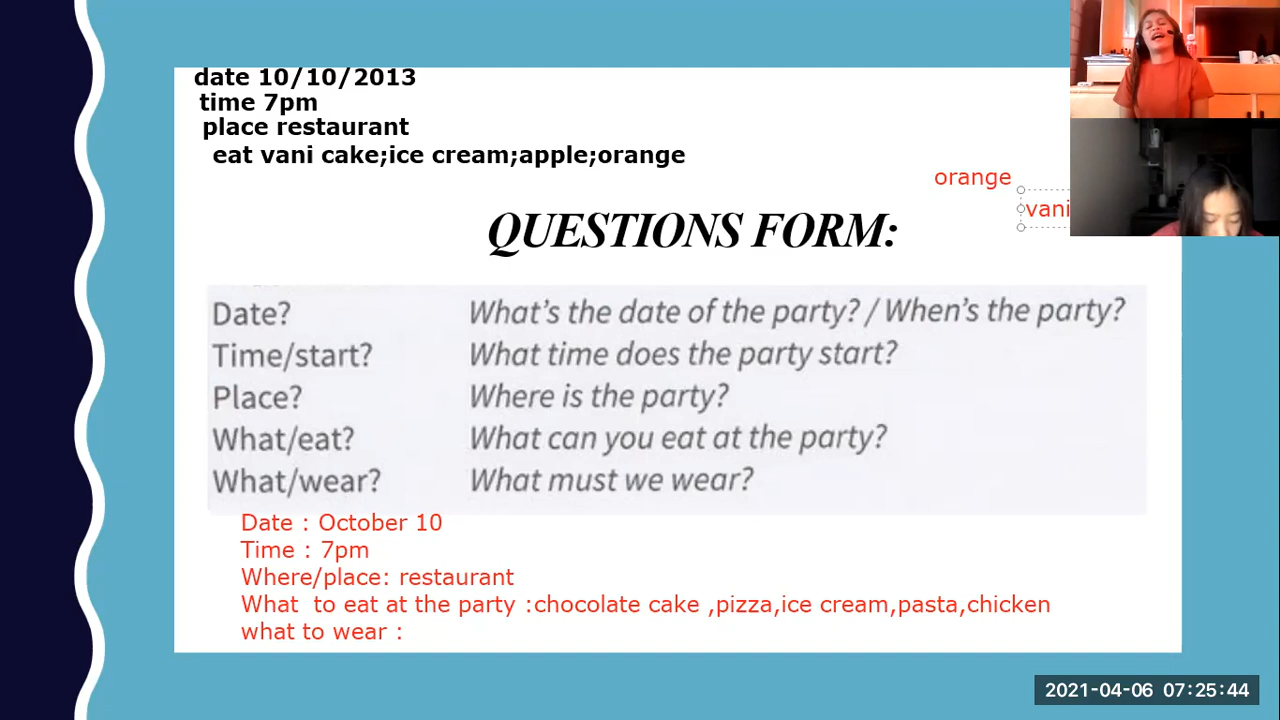 date 10/10/2013
time 7pm
place restaurant
eat vani cake;ice cream;apple;orange
orange
vani
QUESTIONS FORM:
Date? What's the date of the party? / When's the party?
Time/start? What time does the party start?
Place? Where is the party?
What/eat? What can you eat at the party?
What/wear? What must we wear?
Date : October 10
Time : 7pm
Where/place: restaurant
What to eat at the party :chocolate cake ,pizza,ice cream,pasta,chicken
what to wear :
2021-04-06 07:25:44